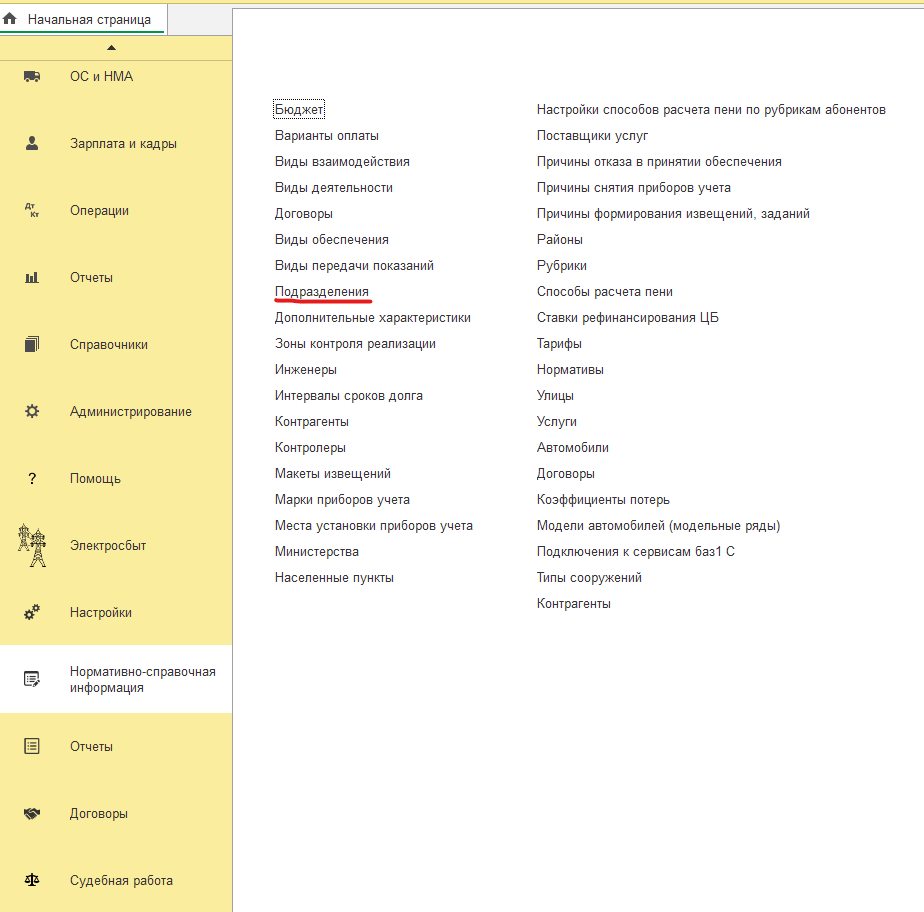 Начальная страница
ОС и НМА
Зарплата и кадры
Дт
Кт
Операции
Отчеты
Справочники
Администрирование
?
Помощь
Электросбыт
Настройки
Нормативно-справочная
информация
Отчеты
Договоры
Судебная работа
Бюджет
Варианты оплаты
Виды взаимодействия
Виды деятельности
Договоры
Виды обеспечения
Виды передачи показаний
Подразделения
Дополнительные характеристики
Зоны контроля реализации
Инженеры
Интервалы сроков долга
Контрагенты
Контролеры
Макеты извещений
Марки приборов учета
Места установки приборов учета
Министерства
Населенные пункты
Настройки способов расчета пени по рубрикам абонентов
Поставщики услуг
Причины отказа в принятии обеспечения
Причины снятия приборов учета
Причины формирования извещений, заданий
Районы
Рубрики
Способы расчета пени
Ставки рефинансирования ЦБ
Тарифы
Нормативы
Улицы
Услуги
Автомобили
Договоры
Коэффициенты потерь
Модели автомобилей (модельные ряды)
Подключения к сервисам баз1 С
Типы сооружений
Контрагенты